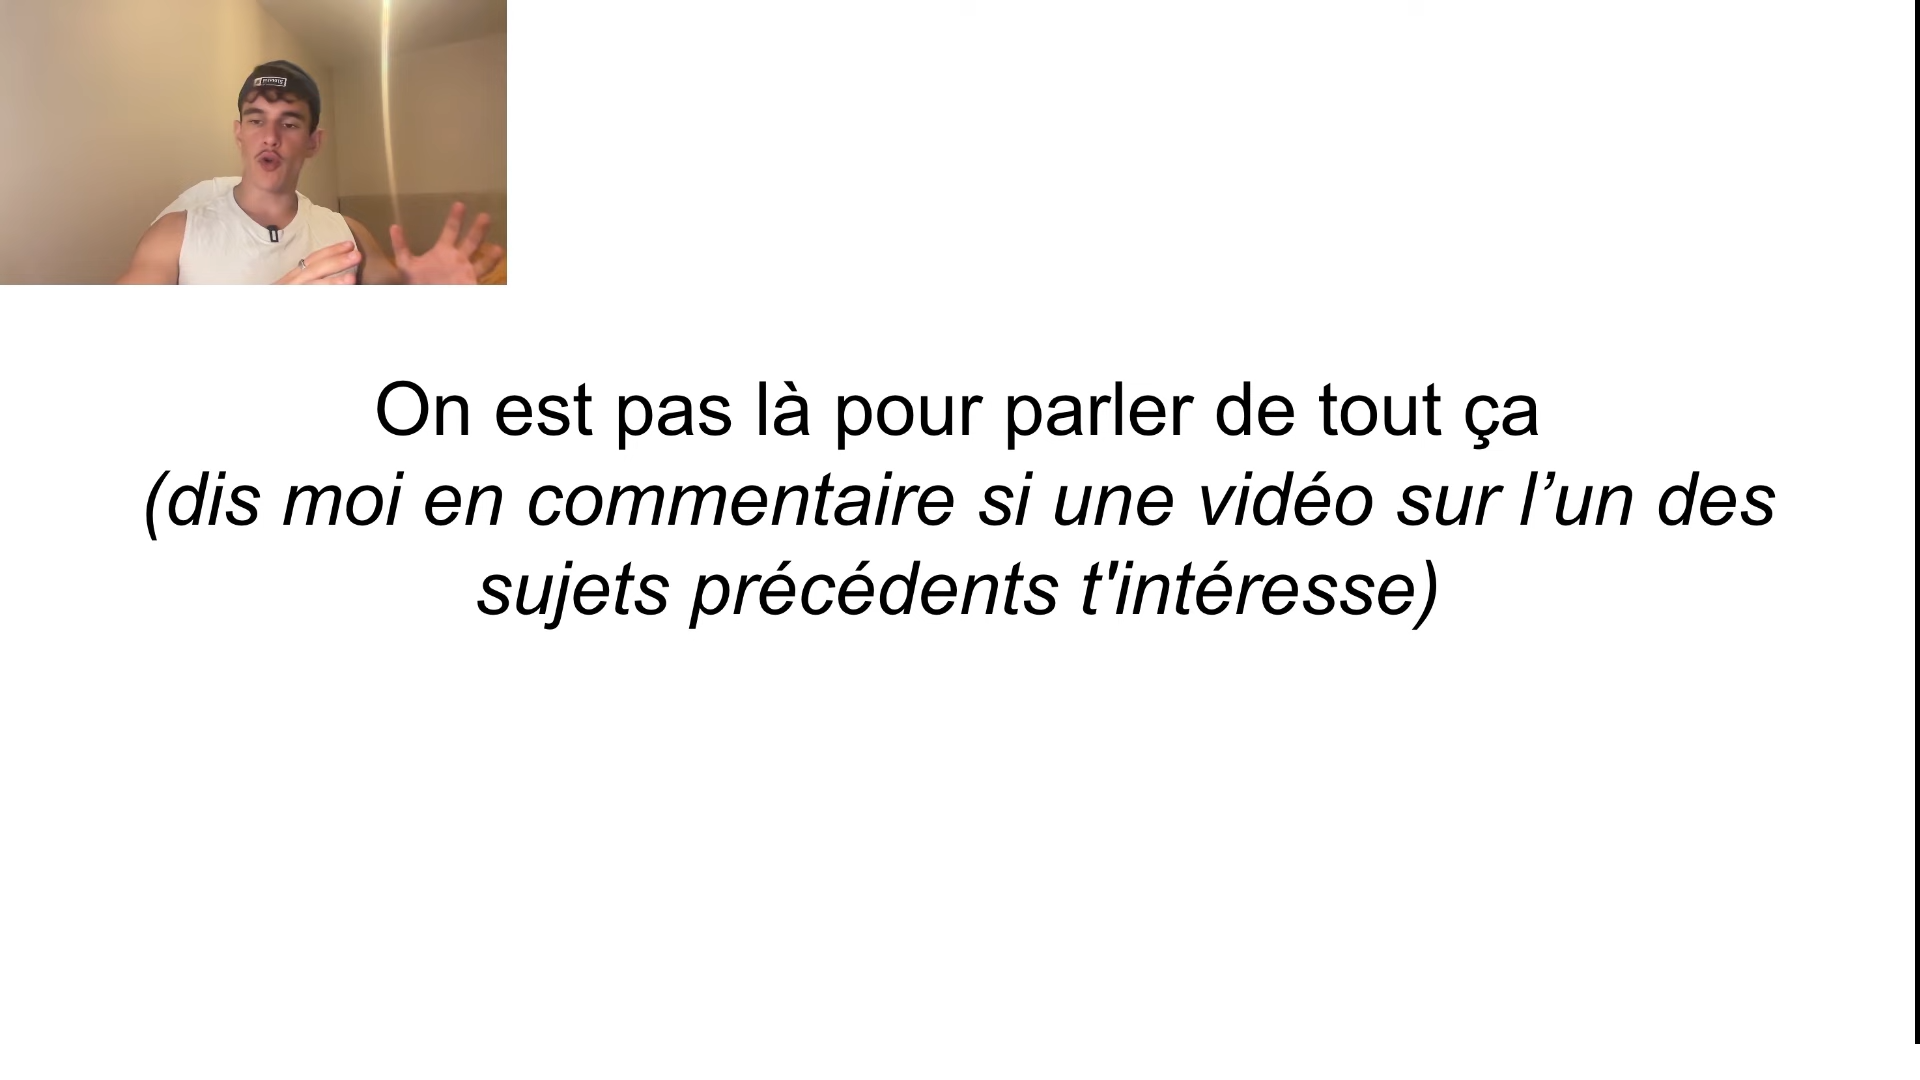 On est pas là pour parler de tout ça
(dis moi en commentaire si une vidéo sur l’un des
sujets précédents t'intéresse)